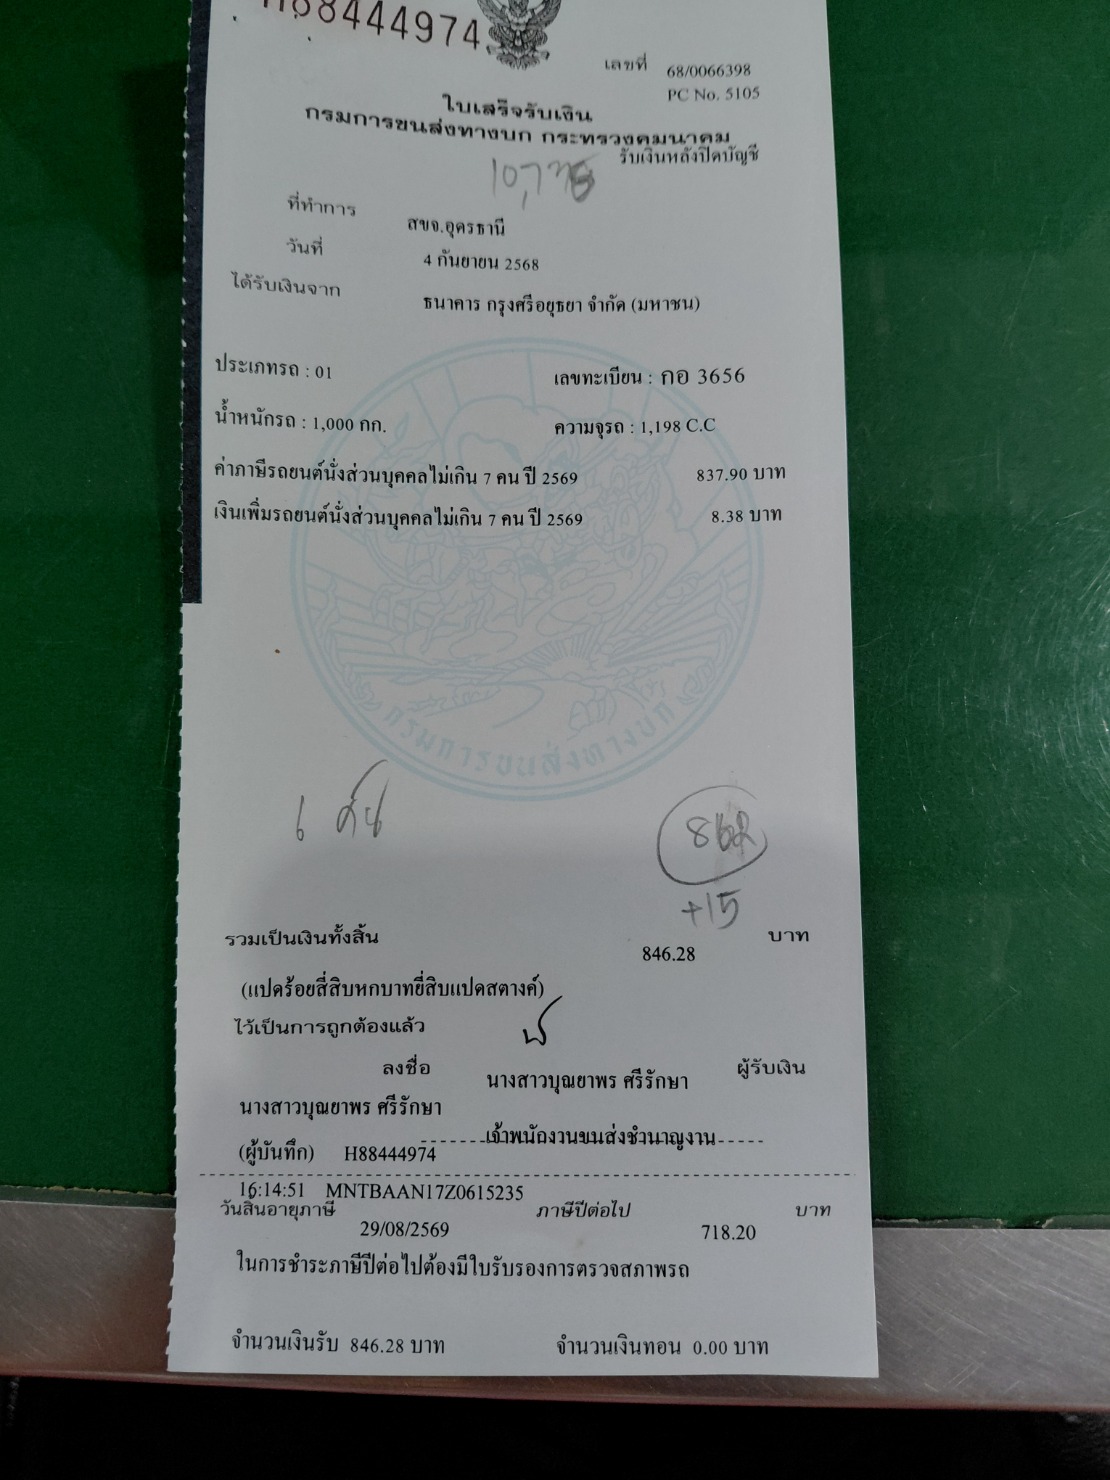 H88444974
เลขที่ 68/0066398
PC No. 5105
ใบเสร็จรับเงิน
กรมการขนส่งทางบก กระทรวงคมนาคม
รับเงินหลังปิดบัญชี
ที่ทำการ สขจ.อุดรธานี
วันที่ 4 กันยายน 2568
ได้รับเงินจาก ธนาคาร กรุงศรีอยุธยา จำกัด (มหาชน)
ประเภทรถ : 01 เลขทะเบียน : กอ 3656
น้ำหนักรถ : 1,000 กก. ความจุรถ : 1,198 C.C
ค่าภาษีรถยนต์นั่งส่วนบุคคลไม่เกิน 7 คน ปี 2569 837.90 บาท
เงินเพิ่มรถยนต์นั่งส่วนบุคคลไม่เกิน 7 คน ปี 2569 8.38 บาท
กรมการขนส่งทางบก
+15
รวมเป็นเงินทั้งสิ้น 846.28 บาท
(แปดร้อยสี่สิบหกบาทยี่สิบแปดสตางค์)
ไว้เป็นการถูกต้องแล้ว
ลงชื่อ นางสาวบุณยาพร ศรีรักษา ผู้รับเงิน
นางสาวบุณยาพร ศรีรักษา
เจ้าพนักงานขนส่งชำนาญงาน
(ผู้บันทึก) H88444974
16:14:51 MNTBAAN17Z0615235
วันสิ้นอายุภาษี 29/08/2569 ภาษีปีต่อไป 718.20 บาท
ในการชำระภาษีปีต่อไปต้องมีใบรับรองการตรวจสภาพรถ
จำนวนเงินรับ 846.28 บาท จำนวนเงินทอน 0.00 บาท